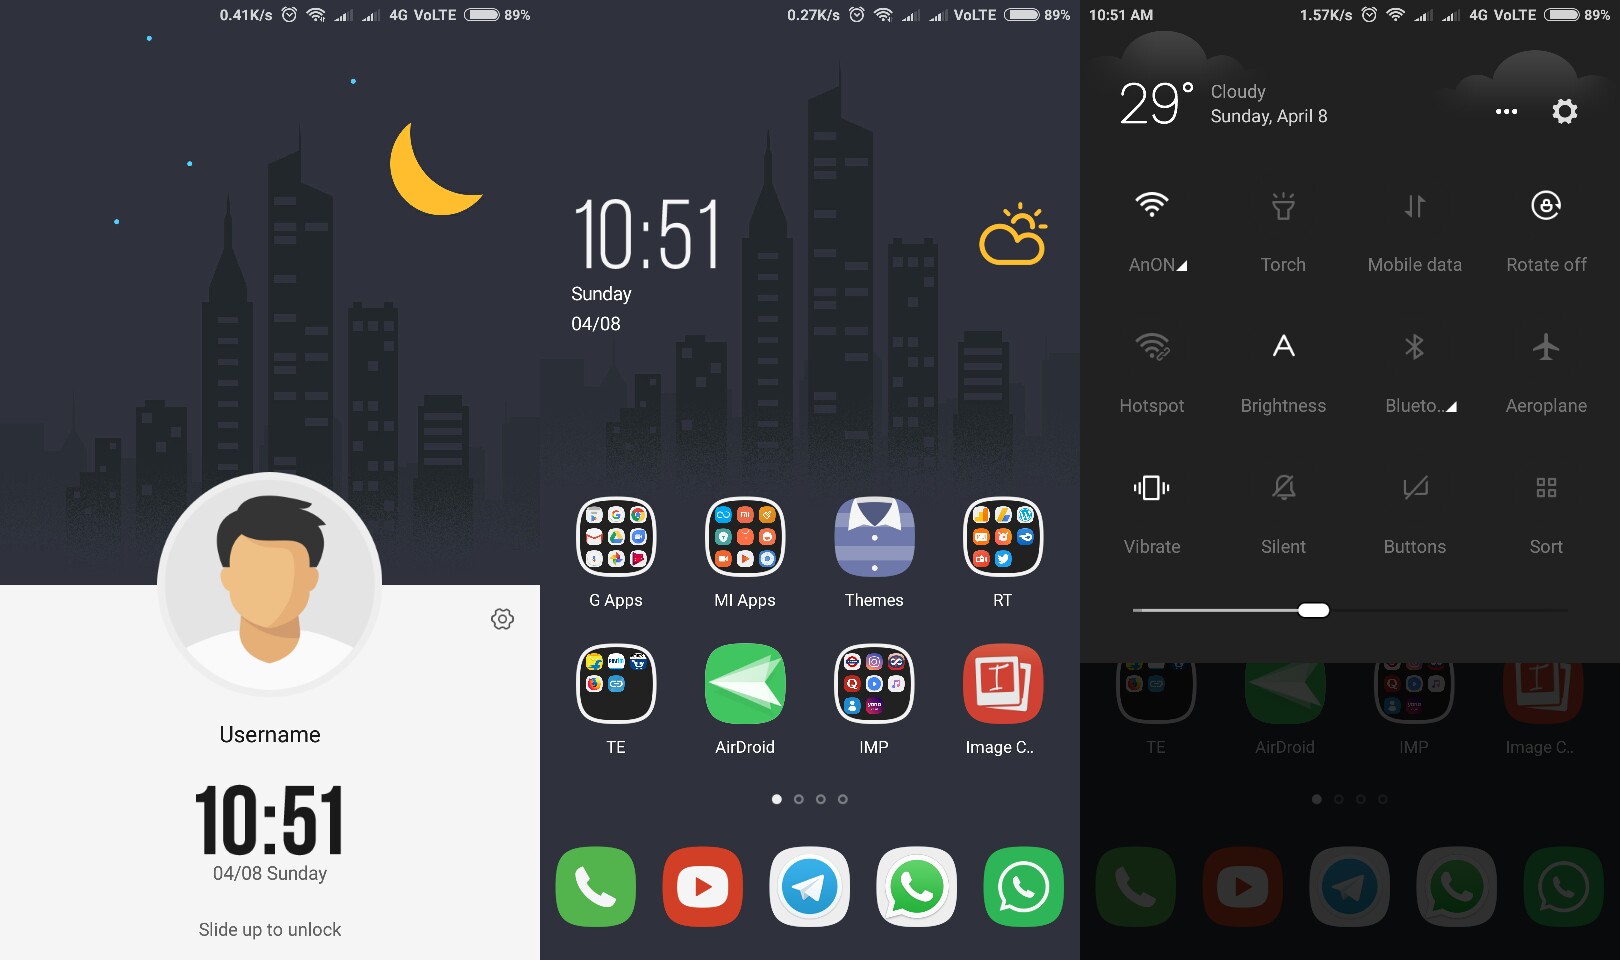 0.41K/s 4G VoLTE 89%
Username
10:51
04/08 Sunday
Slide up to unlock
0.27K/s VoLTE 89%
10:51
Sunday
04/08
G Apps MI Apps Themes RT
TE AirDroid IMP Image C..
10:51 AM 1.57K/s 4G VoLTE 89%
29° Cloudy
Sunday, April 8
AnON Torch Mobile data Rotate off
A
Hotspot Brightness Blueto.. Aeroplane
Vibrate Silent Buttons Sort
TE AirDroid IMP Image C..